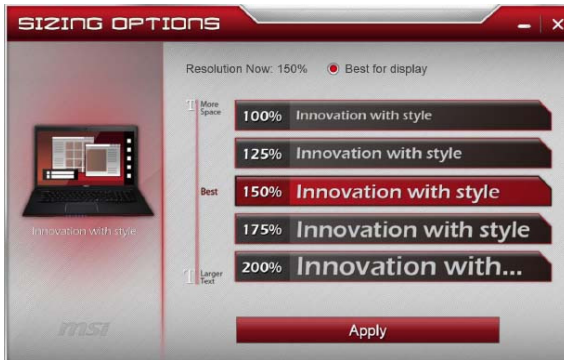 SIZING OPTIONS
Resolution Now: 150% Best for display
T More
Space
100% Innovation with style
125% Innovation with style
Best 150% Innovation with style
175% Innovation with style
200% Innovation with...
T Larger
Text
Innovation with style
msi
Apply